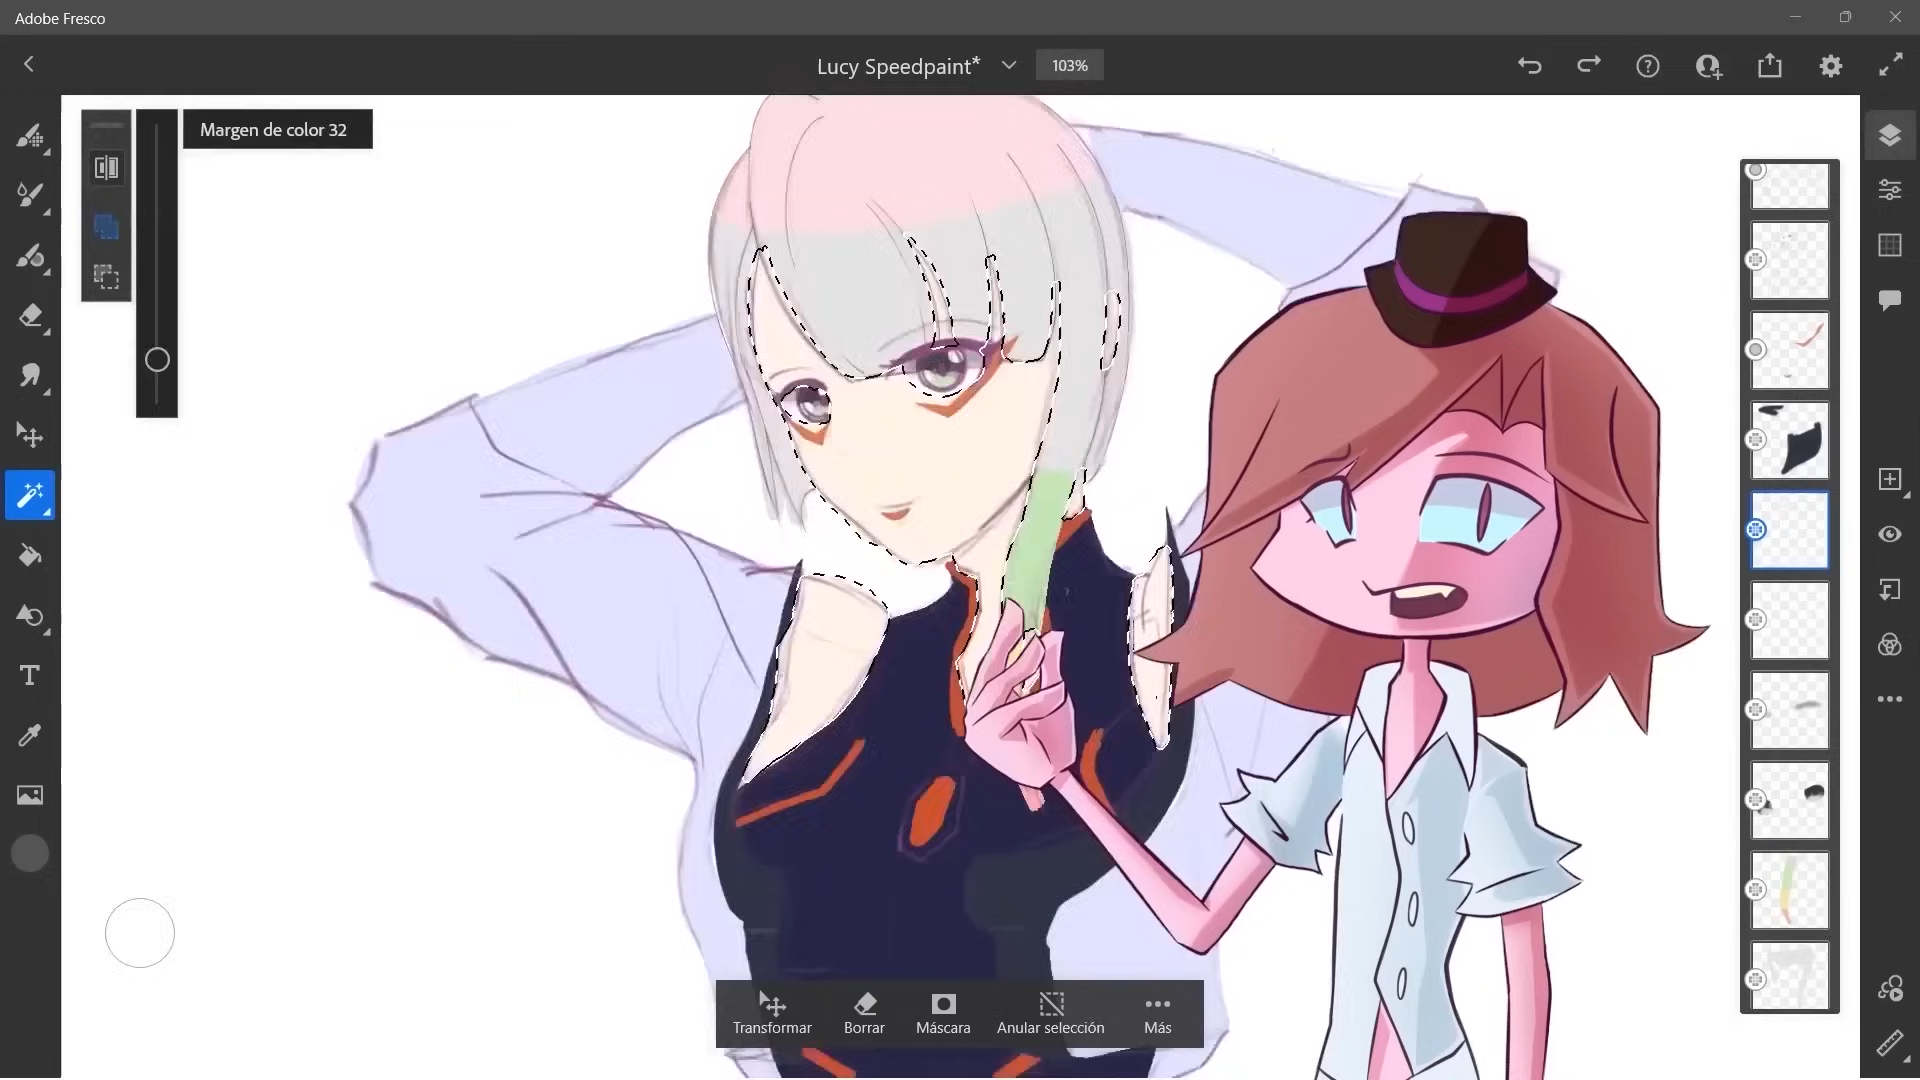 Adobe Fresco
Lucy Speedpaint*
103%
Margen de color 32
Transformar
Borrar
Máscara
Anular selección
Más